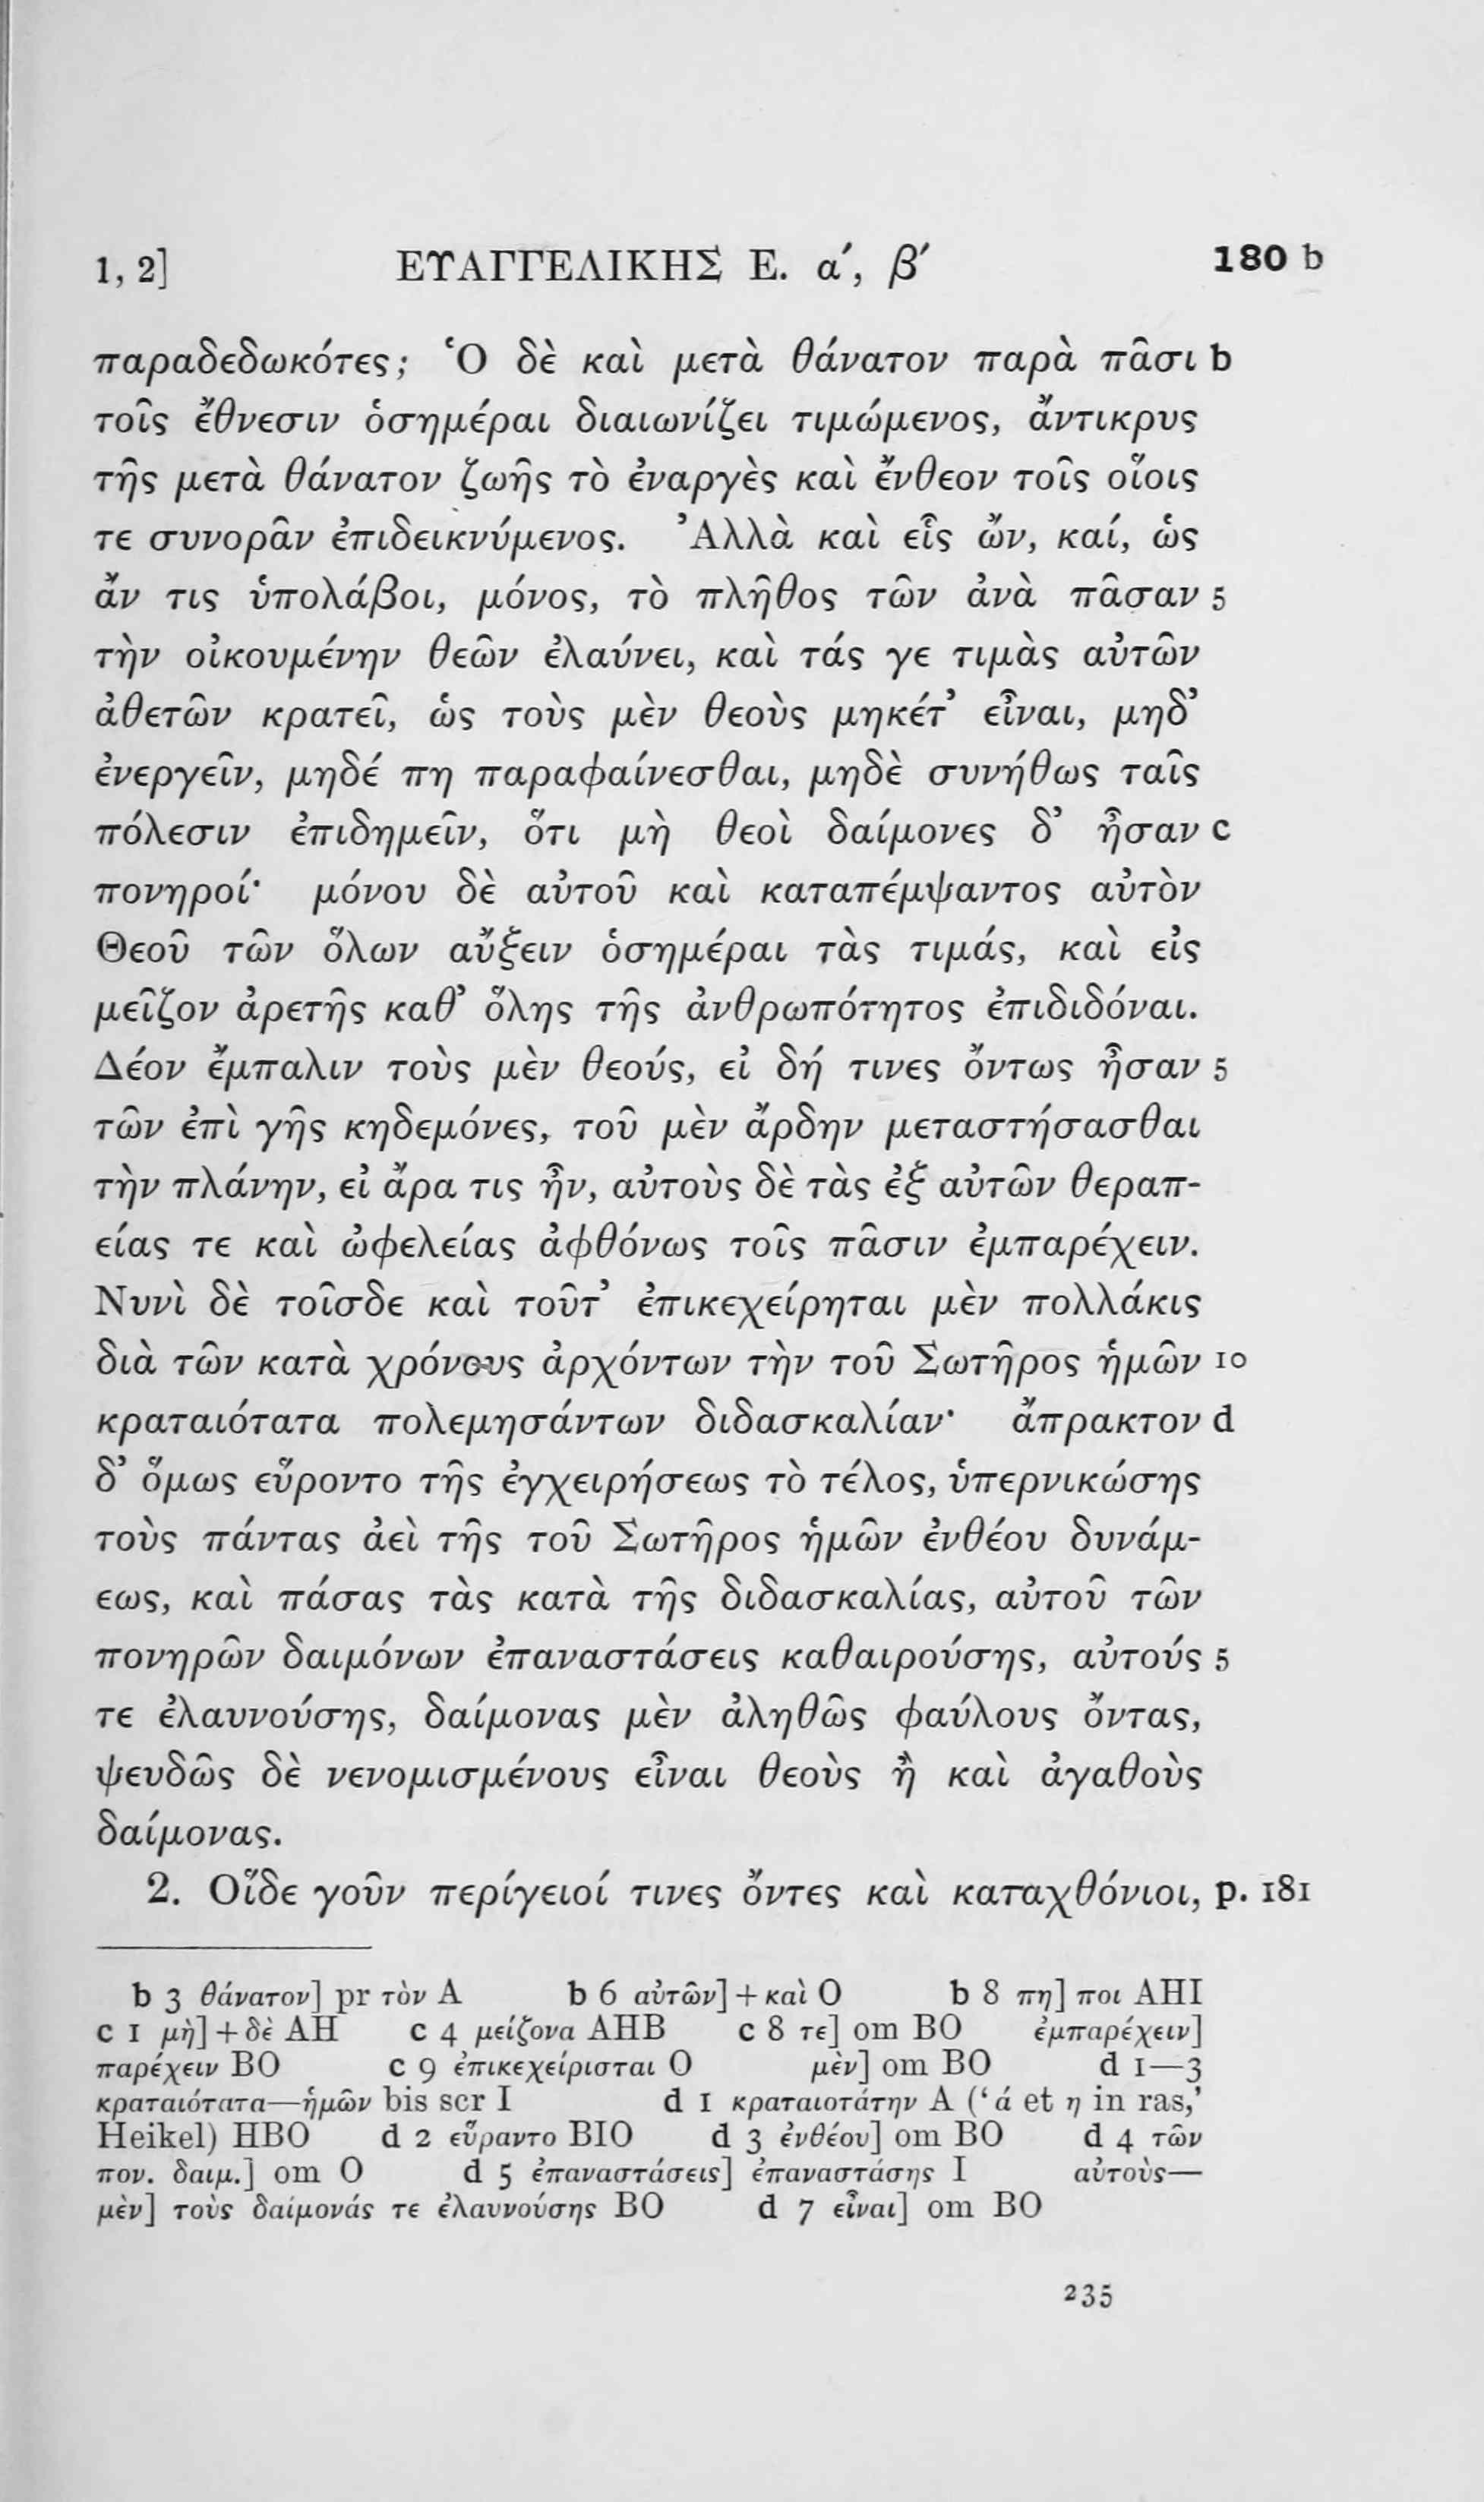 1, 2] ΕΥΑΓΓΕΛΙΚΗΣ Ε. α′, β′ 180 b
παραδεδωκότες; Ὁ δὲ καὶ μετὰ θάνατον παρὰ πᾶσι b
τοῖς ἔθνεσιν ὁσημέραι διαιωνίζει τιμώμενος, ἄντικρυς
τῆς μετὰ θάνατον ζωῆς τὸ ἐναργὲς καὶ ἔνθεον τοῖς οἵοις
τε συνορᾶν ἐπιδεικνύμενος. Ἀλλὰ καὶ εἷς ὤν, καί, ὡς
ἄν τις ὑπολάβοι, μόνος, τὸ πλῆθος τῶν ἀνὰ πᾶσαν 5
τὴν οἰκουμένην θεῶν ἐλαύνει, καὶ τάς γε τιμὰς αὐτῶν
ἀθετῶν κρατεῖ, ὡς τοὺς μὲν θεοὺς μηκέτ’ εἶναι, μηδ’
ἐνεργεῖν, μηδέ πη παραφαίνεσθαι, μηδὲ συνήθως ταῖς
πόλεσιν ἐπιδημεῖν, ὅτι μὴ θεοὶ δαίμονες δ’ ἦσαν c
πονηροί· μόνου δὲ αὐτοῦ καὶ καταπέμψαντος αὐτὸν
Θεοῦ τῶν ὅλων αὔξειν ὁσημέραι τὰς τιμάς, καὶ εἰς
μεῖζον ἀρετῆς καθ’ ὅλης τῆς ἀνθρωπότητος ἐπιδιδόναι.
Δέον ἔμπαλιν τοὺς μὲν θεούς, εἰ δή τινες ὄντως ἦσαν 5
τῶν ἐπὶ γῆς κηδεμόνες, τοῦ μὲν ἄρδην μεταστήσασθαι
τὴν πλάνην, εἰ ἄρα τις ἦν, αὐτοὺς δὲ τὰς ἐξ αὐτῶν θεραπ-
είας τε καὶ ὠφελείας ἀφθόνως τοῖς πᾶσιν ἐμπαρέχειν.
Νυνὶ δὲ τοῖσδε καὶ τοῦτ’ ἐπικεχείρηται μὲν πολλάκις
διὰ τῶν κατὰ χρόνους ἀρχόντων τὴν τοῦ Σωτῆρος ἡμῶν 10
κραταιότατα πολεμησάντων διδασκαλίαν· ἄπρακτον d
δ’ ὅμως εὕροντο τῆς ἐγχειρήσεως τὸ τέλος, ὑπερνικώσης
τοὺς πάντας ἀεὶ τῆς τοῦ Σωτῆρος ἡμῶν ἐνθέου δυνάμ-
εως, καὶ πάσας τὰς κατὰ τῆς διδασκαλίας, αὐτοῦ τῶν
πονηρῶν δαιμόνων ἐπαναστάσεις καθαιρούσης, αὐτούς 5
τε ἐλαυνούσης, δαίμονας μὲν ἀληθῶς φαύλους ὄντας,
ψευδῶς δὲ νενομισμένους εἶναι θεοὺς ἢ καὶ ἀγαθοὺς
δαίμονας.
2. Οἵδε γοῦν περίγειοί τινες ὄντες καὶ καταχθόνιοι, p. 181
b 3 θάνατον] pr τὸν A b 6 αὐτῶν]+καὶ O b 8 πη] ποι AHI
c 1 μὴ]+δὲ AH c 4 μείζονα AHB c 8 τε] om BO ἐμπαρέχειν]
παρέχειν BO c 9 ἐπικεχείρισται O μὲν] om BO d 1—3
κραταιότατα—ἡμῶν bis scr I d 1 κραταιοτάτην A (‘ά et η in ras,’
Heikel) HBO d 2 εὕραντο BIO d 3 ἐνθέου] om BO d 4 τῶν
πον. δαιμ.] om O d 5 ἐπαναστάσεις] ἐπαναστάσης I αὐτοὺς—
μὲν] τοὺς δαίμονάς τε ἐλαυνούσης BO d 7 εἶναι] om BO
235